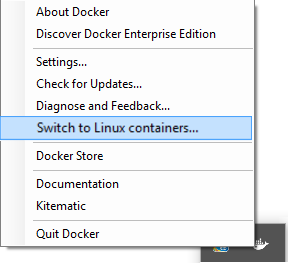 About Docker
Discover Docker Enterprise Edition
Settings...
Check for Updates...
Diagnose and Feedback...
Switch to Linux containers...
Docker Store
Documentation
Kitematic
Quit Docker